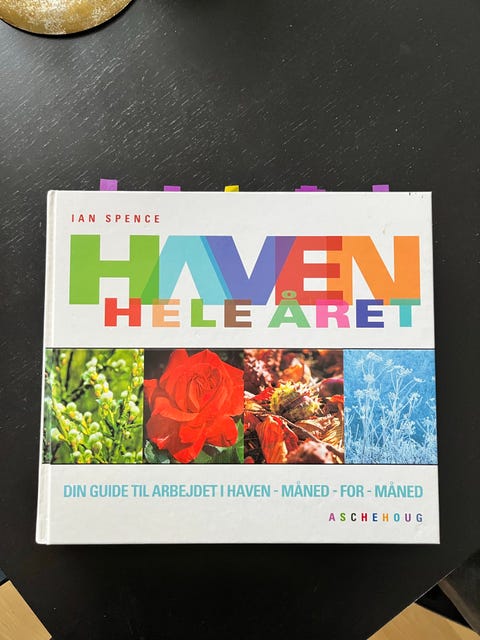 IAN SPENCE
HAVEN
HELE ÅRET
DIN GUIDE TIL ARBEJDET I HAVEN - MÅNED - FOR - MÅNED
ASCHEHOUG